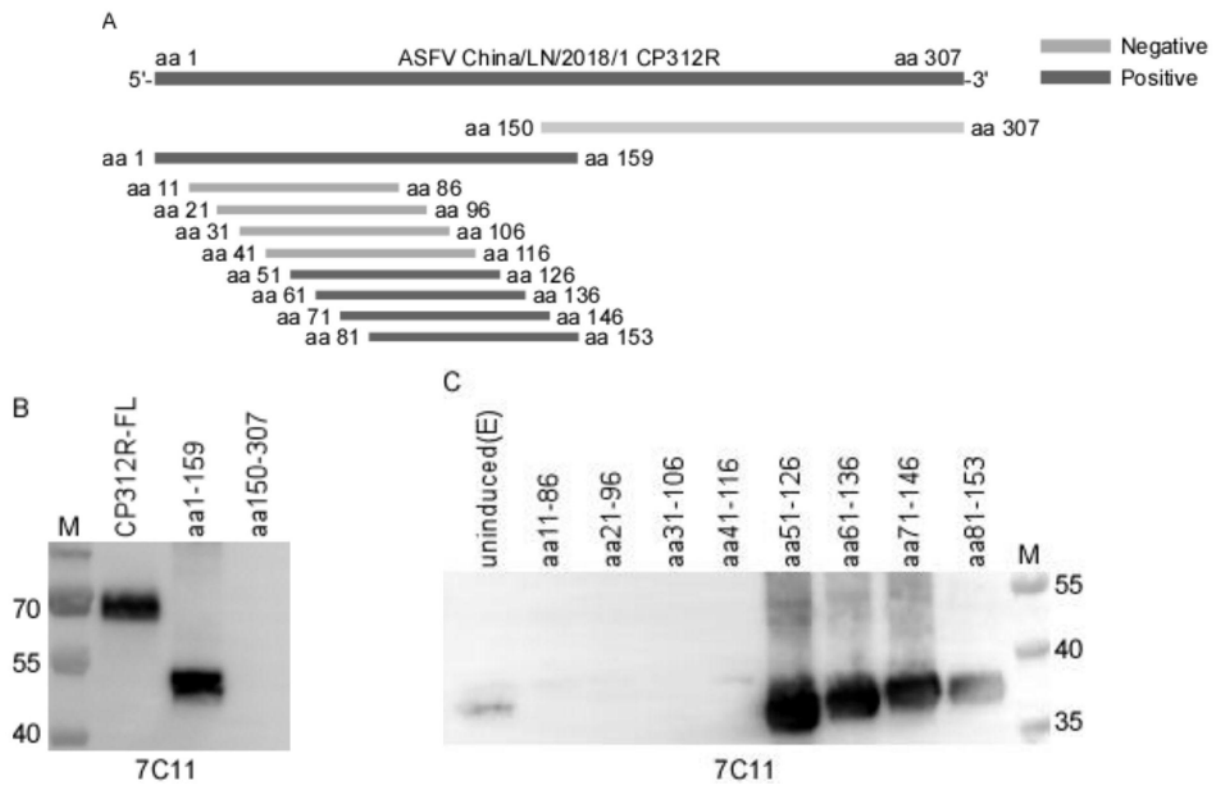 A
aa 1 ASFV China/LN/2018/1 CP312R aa 307
5'- -3'
Negative
Positive
aa 150 aa 307
aa 1 aa 159
aa 11 aa 86
aa 21 aa 96
aa 31 aa 106
aa 41 aa 116
aa 51 aa 126
aa 61 aa 136
aa 71 aa 146
aa 81 aa 153
B
M
CP312R-FL
aa1-159
aa150-307
70
55
40
7C11
C
uninduced(E)
aa11-86
aa21-96
aa31-106
aa41-116
aa51-126
aa61-136
aa71-146
aa81-153
M
55
40
35
7C11